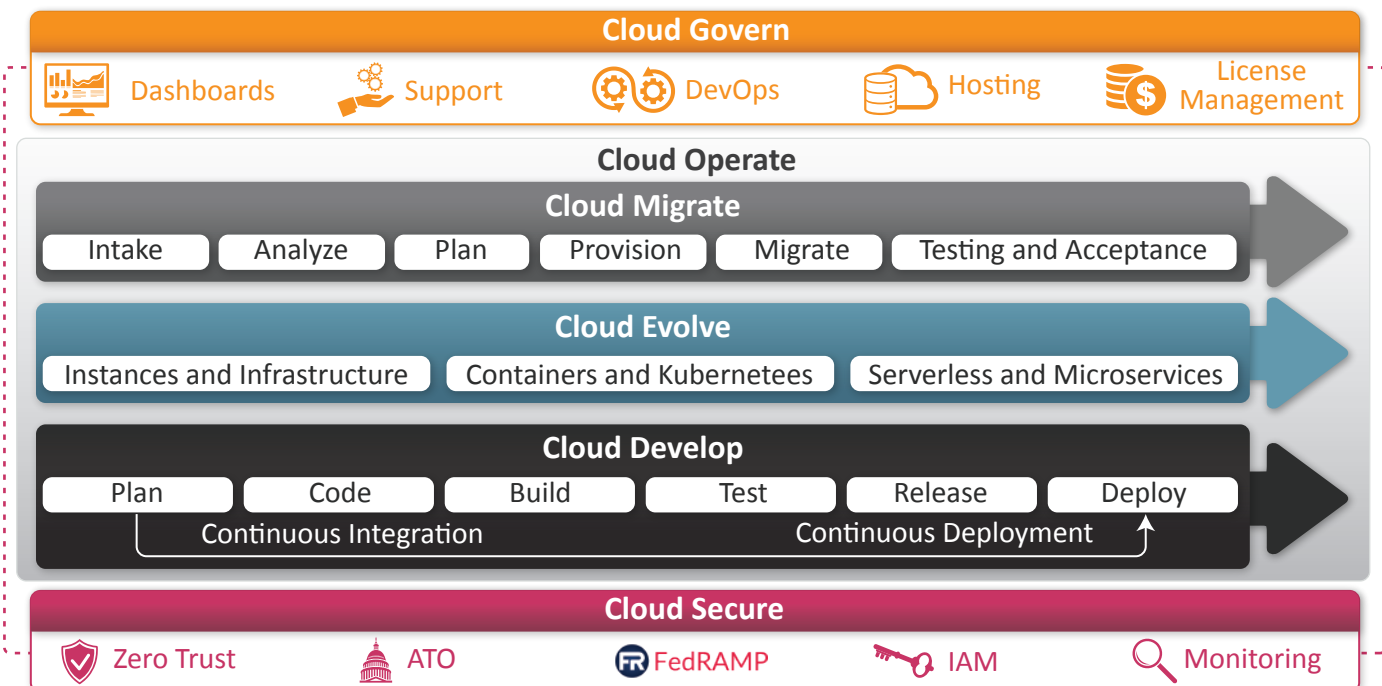 Cloud Govern
Dashboards
Support
DevOps
Hosting
License
Management
Cloud Operate
Cloud Migrate
Intake
Analyze
Plan
Provision
Migrate
Testing and Acceptance
Cloud Evolve
Instances and Infrastructure
Containers and Kubernetees
Serverless and Microservices
Cloud Develop
Plan
Code
Build
Test
Release
Deploy
Continuous Integration
Continuous Deployment
Cloud Secure
Zero Trust
ATO
FR FedRAMP
IAM
Monitoring